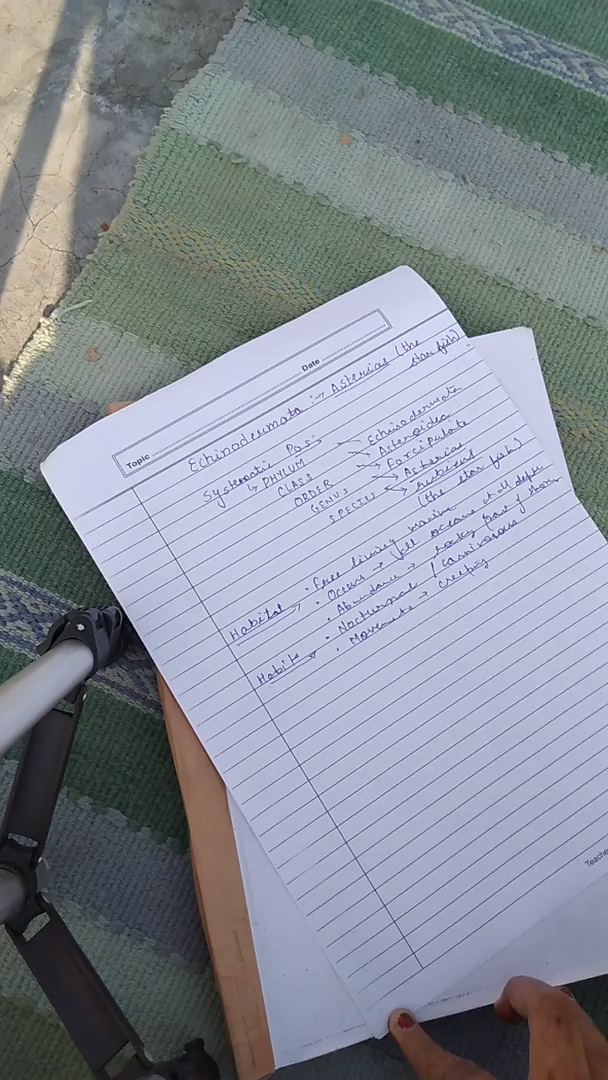 Topic ........ Date ........
Echinodermata :→ Asterias (the star fish)
Systematic Pos:
↳ PHYLUM → Echinodermata
CLASS → Asteroidea
ORDER → Forcipulata
GENUS → Asterias
SPECIES → rubens
(the star fish)
Habitat → • free living marine
• Occurs → all oceans at all depth
• Abundance → rocky part of shore
Habits → • Nocturnal / carnivorous
• Movements → creeping
Teache